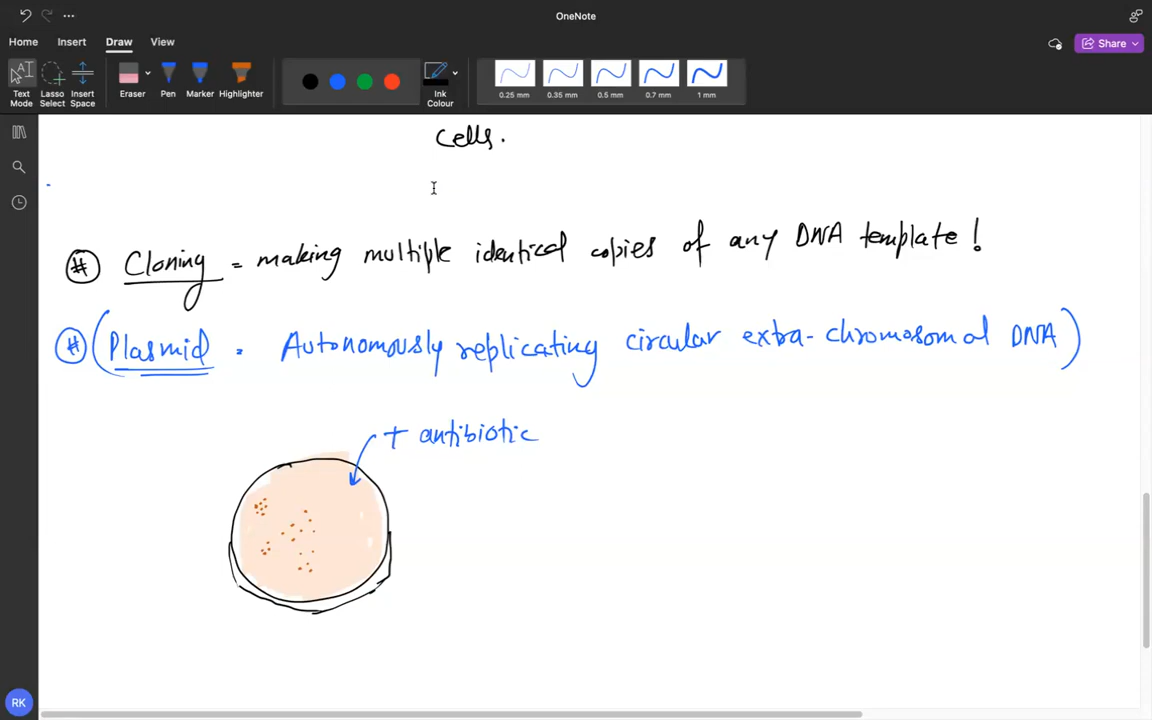 OneNote
Home Insert Draw View
Share
Text Mode
Lasso Select
Insert Space
Eraser
Pen
Marker
Highlighter
Ink Colour
0.25 mm 0.35 mm 0.5 mm 0.7 mm 1 mm
cells.
# Cloning = making multiple identical copies of any DNA template!
# (Plasmid = Autonomously replicating circular extra-chromosomal DNA)
+ antibiotic
RK